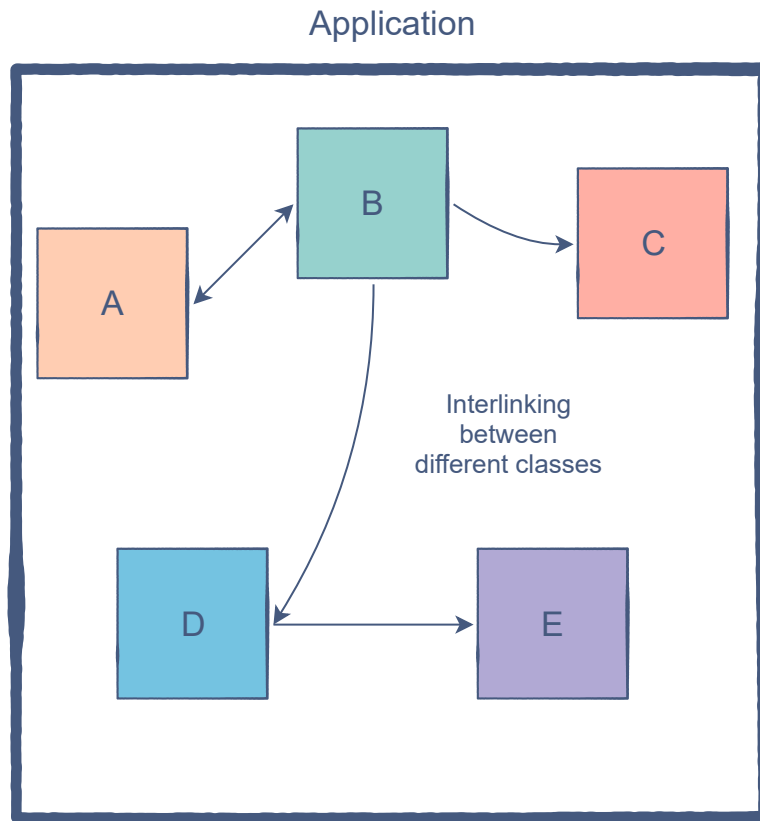 Application
B
C
A
Interlinking
between
different classes
D
E